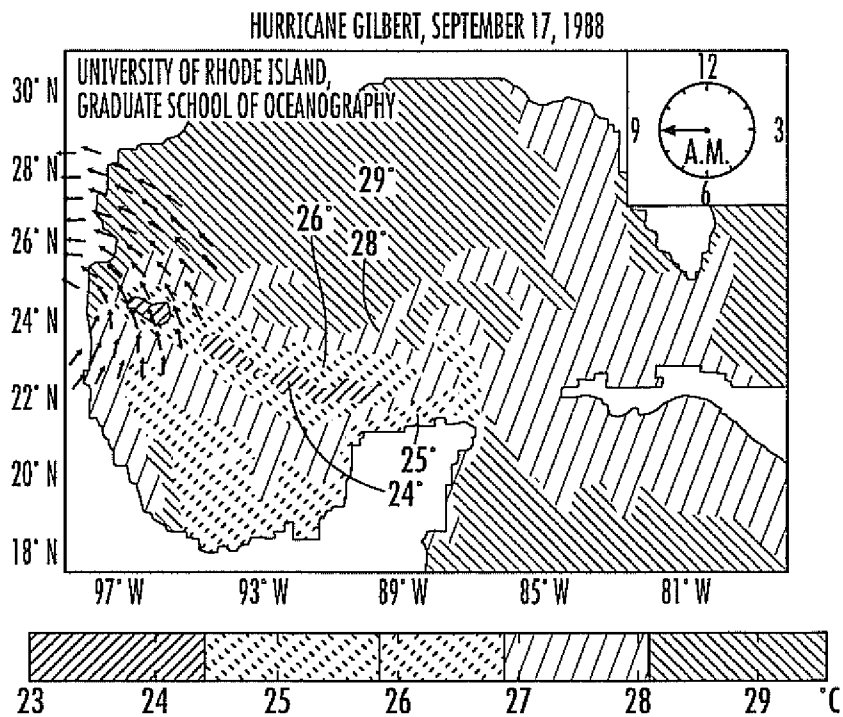 HURRICANE GILBERT, SEPTEMBER 17, 1988
UNIVERSITY OF RHODE ISLAND,
GRADUATE SCHOOL OF OCEANOGRAPHY
12
9
3
A.M.
6
30° N
28° N
26° N
24° N
22° N
20° N
18° N
29°
26°
28°
25°
24°
97° W
93° W
89° W
85° W
81° W
23
24
25
26
27
28
29
°C